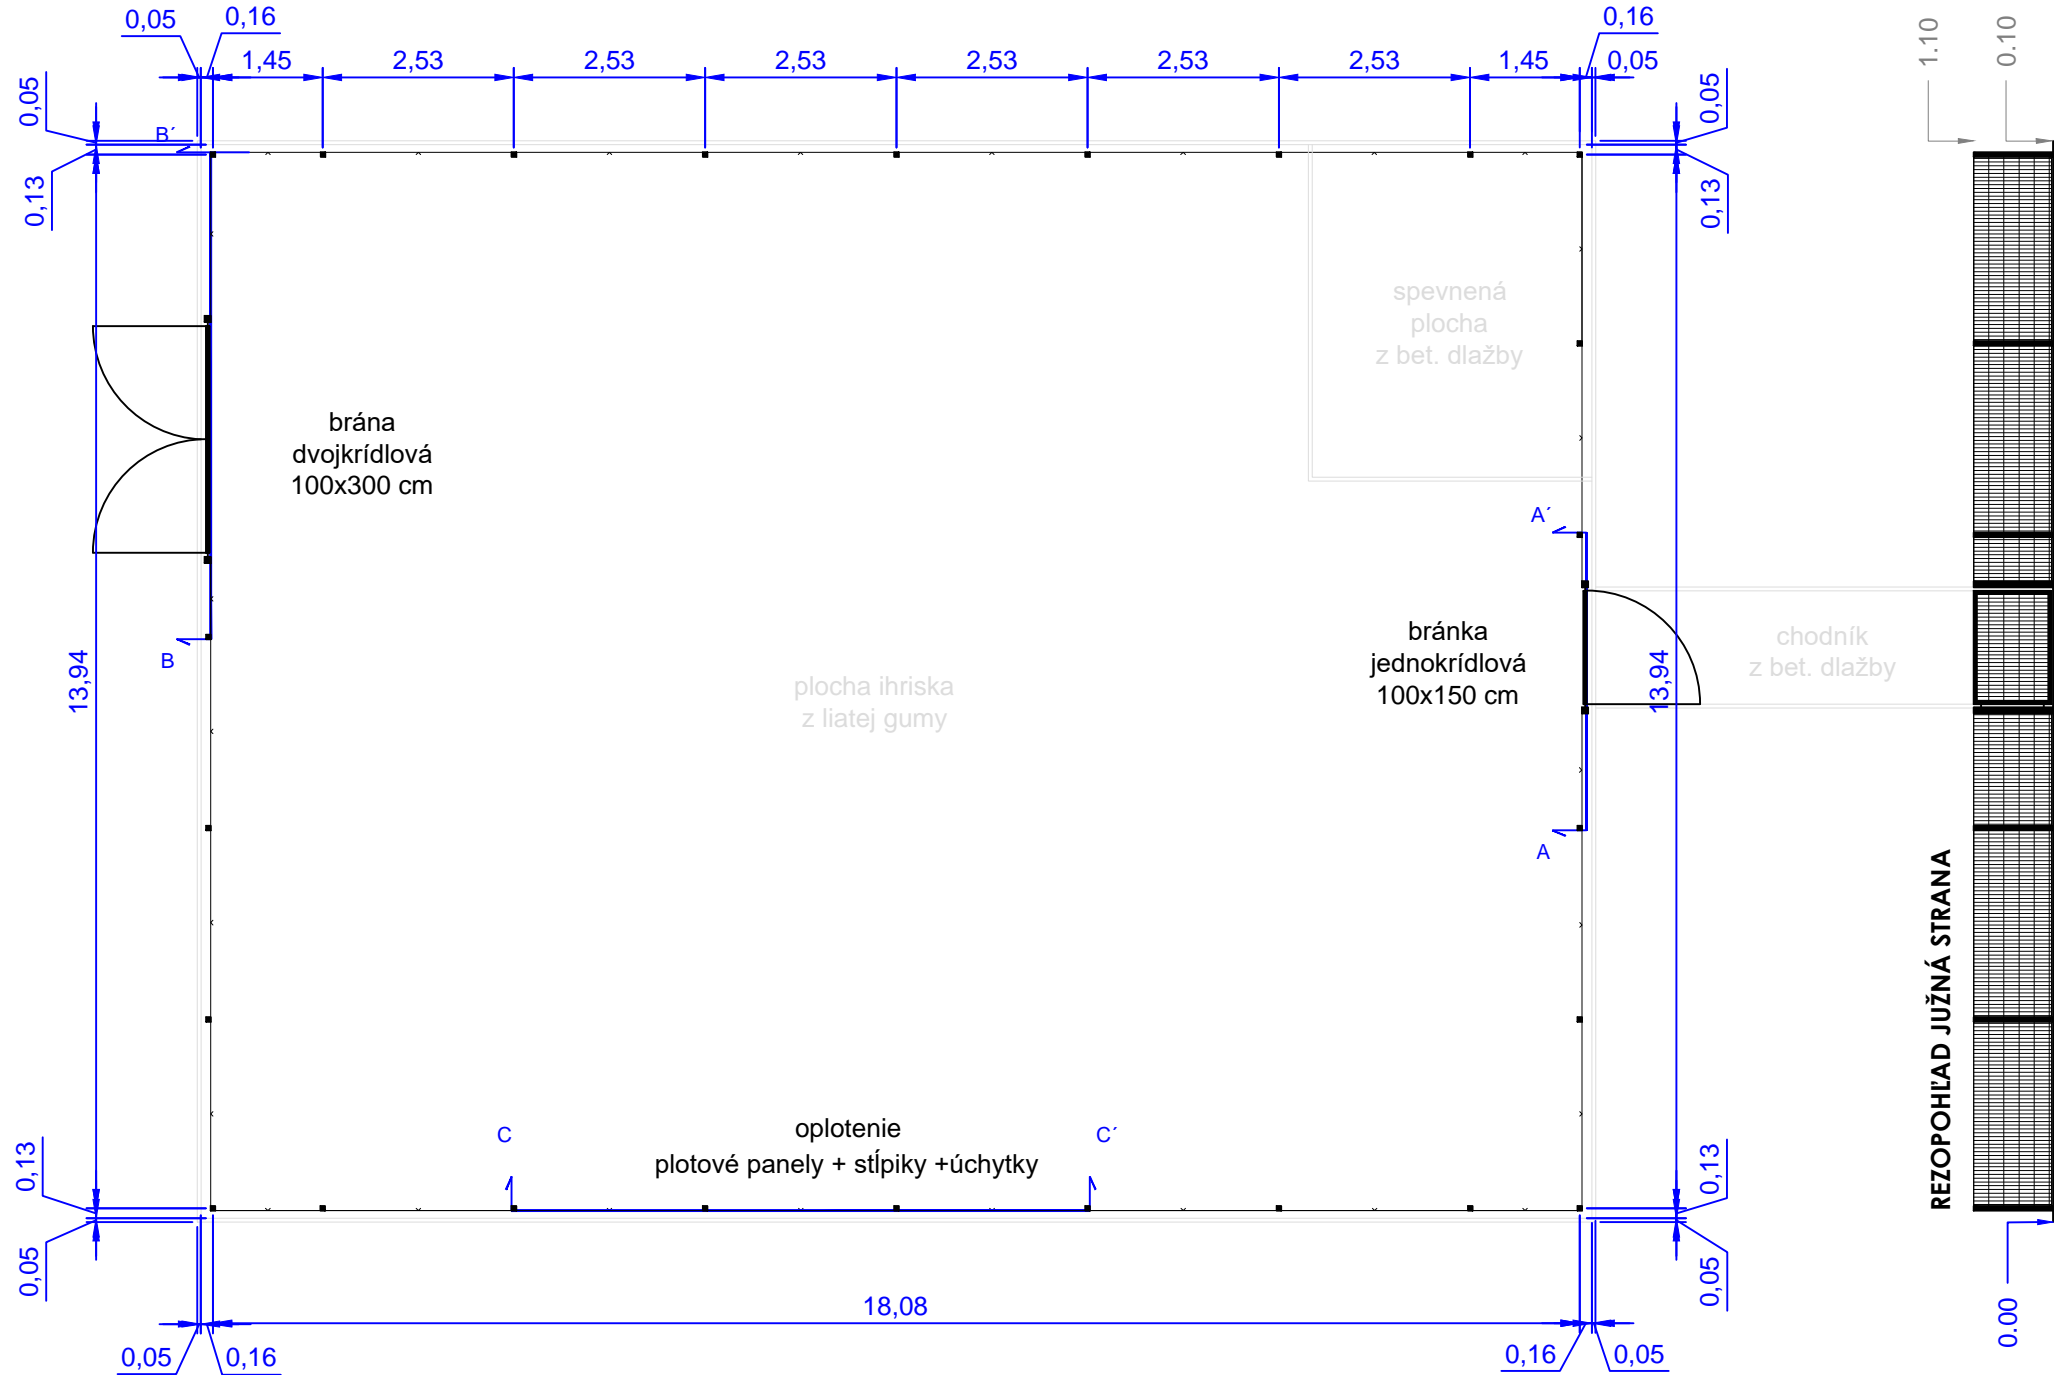 0,05
0,16
0,16
1,45
2,53
2,53
2,53
2,53
2,53
2,53
1,45
0,05
1.10
0.10
0,05
0,05
B´
0,13
0,13
spevnená
plocha
z bet. dlažby
brána
dvojkrídlová
100x300 cm
A´
bránka
jednokrídlová
100x150 cm
chodník
z bet. dlažby
B
13,94
13,94
plocha ihriska
z liatej gumy
A
REZOPOHĽAD JUŽNÁ STRANA
C
oplotenie
C´
plotové panely + stĺpiky +úchytky
0,13
0,13
0,05
0,05
18,08
0.00
0,05
0,16
0,16
0,05